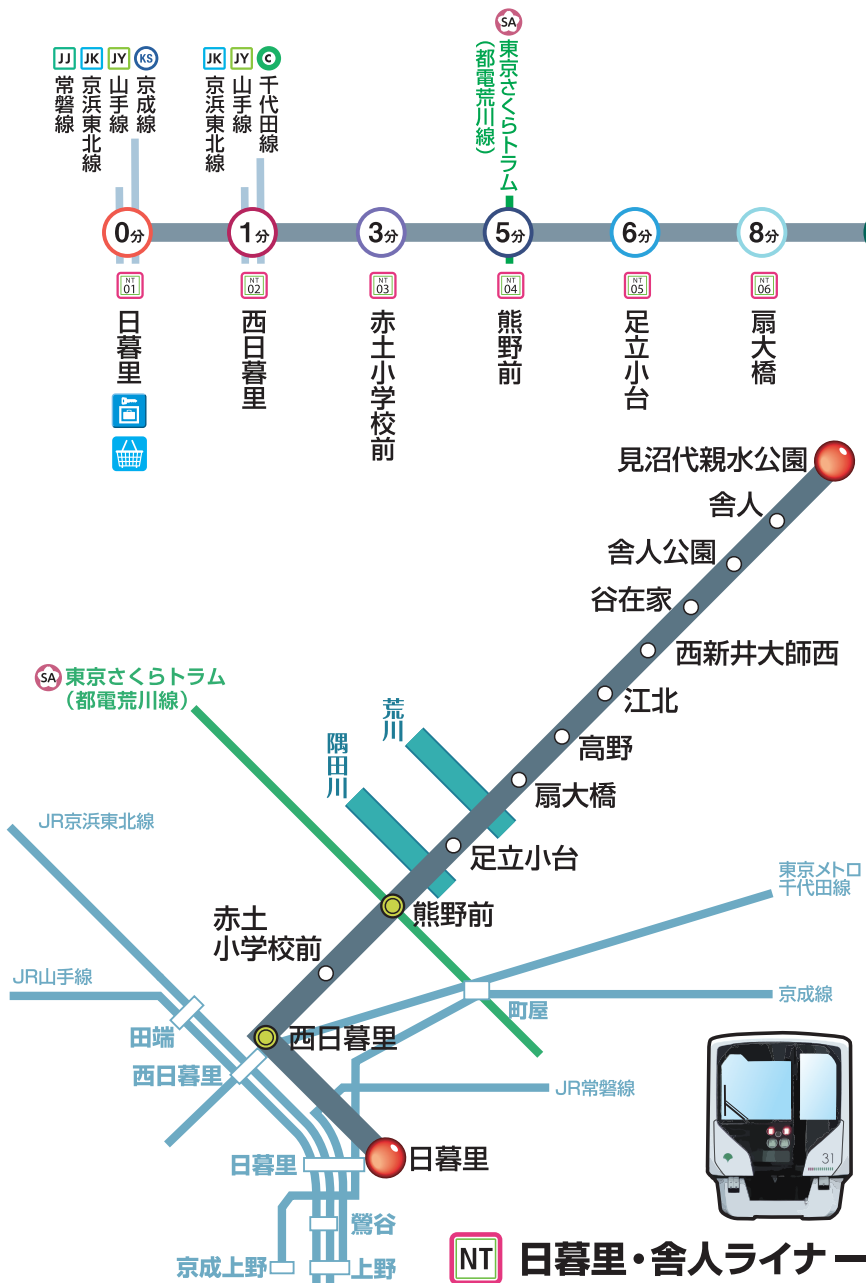 JJ JK JY KS
常磐線
京浜東北線
山手線
京成線
JK JY C
京浜東北線
山手線
千代田線
SA
東京さくらトラム
(都電荒川線)
0分
1分
3分
5分
6分
8分
NT 01
NT 02
NT 03
NT 04
NT 05
NT 06
日暮里
西日暮里
赤土小学校前
熊野前
足立小台
扇大橋
見沼代親水公園
舎人
舎人公園
谷在家
西新井大師西
江北
高野
扇大橋
足立小台
熊野前
赤土
小学校前
西日暮里
日暮里
SA 東京さくらトラム
(都電荒川線)
荒川
隅田川
JR京浜東北線
東京メトロ
千代田線
JR山手線
京成線
町屋
田端
西日暮里
JR常磐線
日暮里
鶯谷
京成上野
上野
31
NT 日暮里・舎人ライナー